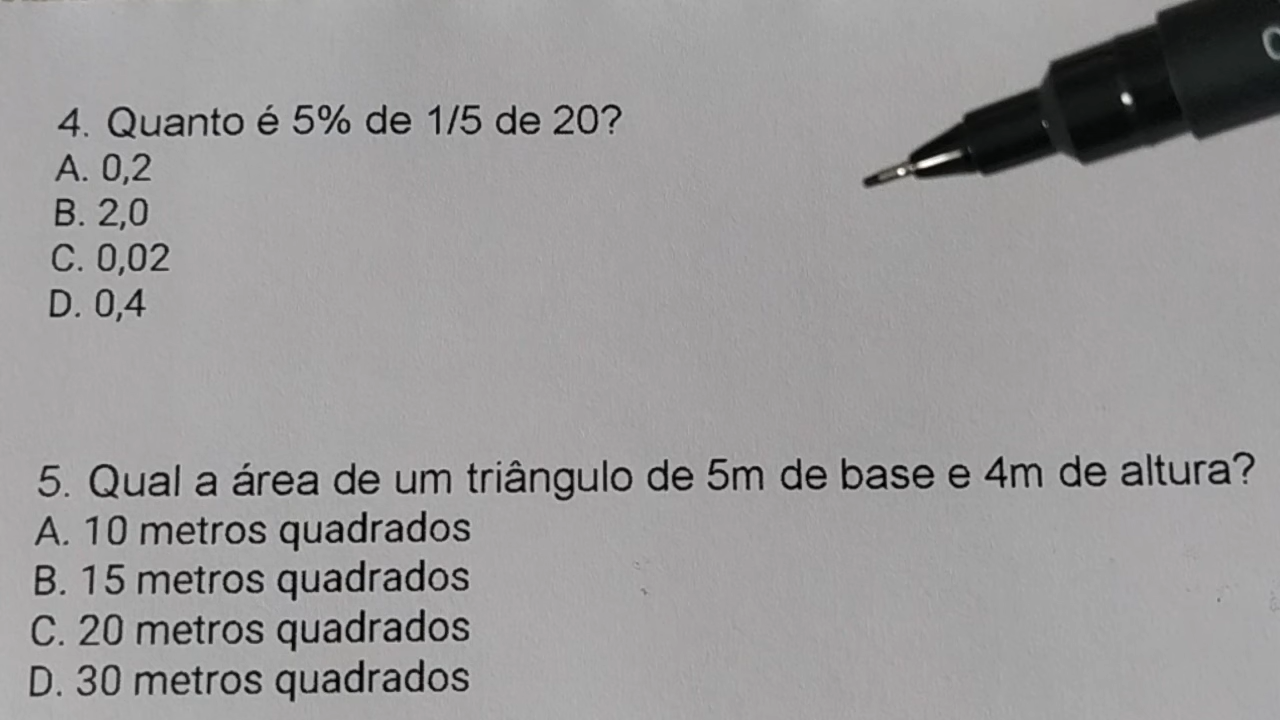 4. Quanto é 5% de 1/5 de 20?
A. 0,2
B. 2,0
C. 0,02
D. 0,4
5. Qual a área de um triângulo de 5m de base e 4m de altura?
A. 10 metros quadrados
B. 15 metros quadrados
C. 20 metros quadrados
D. 30 metros quadrados